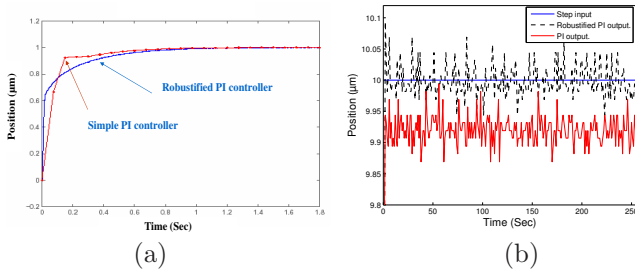 1.4
1.2
1
0.8
0.6
0.4
0.2
0
-0.2
0
0.2
0.4
0.6
0.8
1
1.2
1.4
1.6
1.8
Position (μm)
Time (Sec)
Robustified PI controller
Simple PI controller
(a)
10.1
10.05
10
9.95
9.9
9.85
9.8
0
50
100
150
200
250
Position (μm)
Time (Sec)
Step input
Robustified PI output.
PI output.
(b)